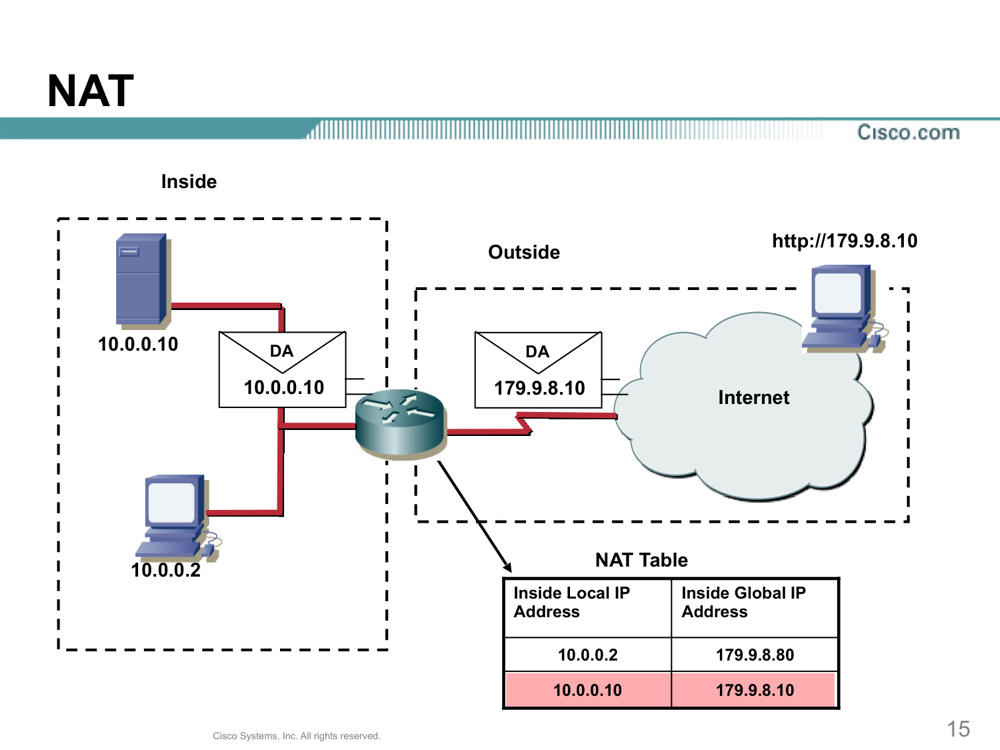 NAT
Cisco.com
Inside
http://179.9.8.10
Outside
10.0.0.10
DA
10.0.0.10
DA
179.9.8.10
Internet
10.0.0.2
NAT Table
Inside Local IP
Address
Inside Global IP
Address
10.0.0.2 179.9.8.80
10.0.0.10 179.9.8.10
Cisco Systems, Inc. All rights reserved.
15